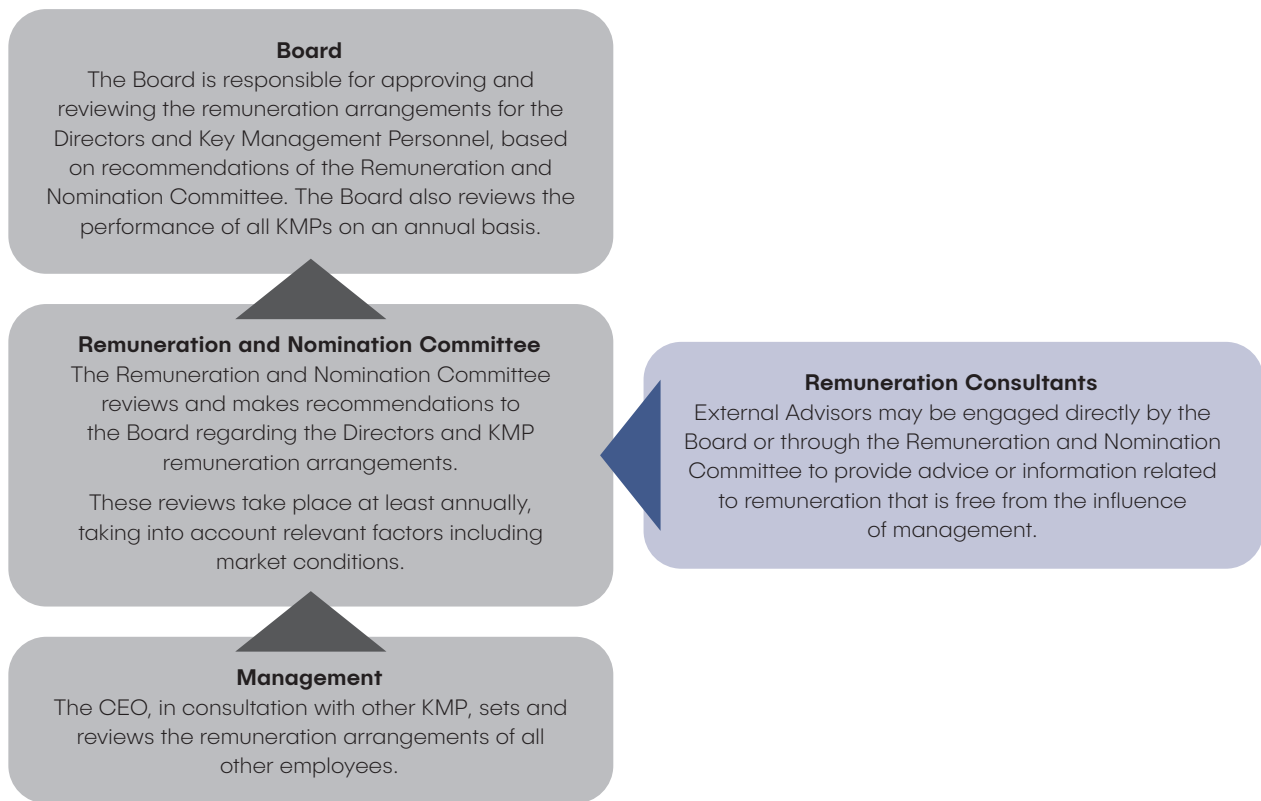 Board
The Board is responsible for approving and
reviewing the remuneration arrangements for the
Directors and Key Management Personnel, based
on recommendations of the Remuneration and
Nomination Committee. The Board also reviews the
performance of all KMPs on an annual basis.
Remuneration and Nomination Committee
The Remuneration and Nomination Committee
reviews and makes recommendations to
the Board regarding the Directors and KMP
remuneration arrangements.
These reviews take place at least annually,
taking into account relevant factors including
market conditions.
Remuneration Consultants
External Advisors may be engaged directly by the
Board or through the Remuneration and Nomination
Committee to provide advice or information related
to remuneration that is free from the influence
of management.
Management
The CEO, in consultation with other KMP, sets and
reviews the remuneration arrangements of all
other employees.